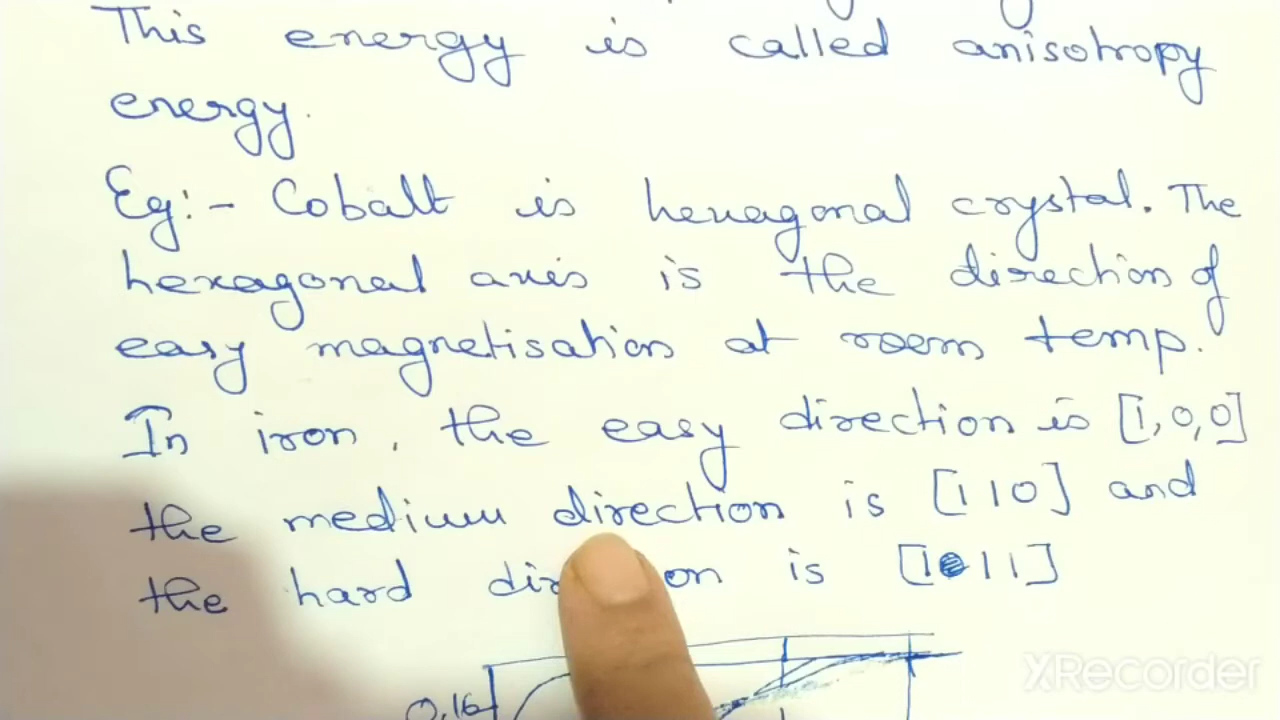 This energy is called anisotropy
energy.
Eg:- Cobalt is hexagonal crystal. The
hexagonal axis is the direction of
easy magnetisation at room temp.
In iron, the easy direction is [1,0,0]
the medium direction is [110] and
the hard is [111]
0.16
XRecorder